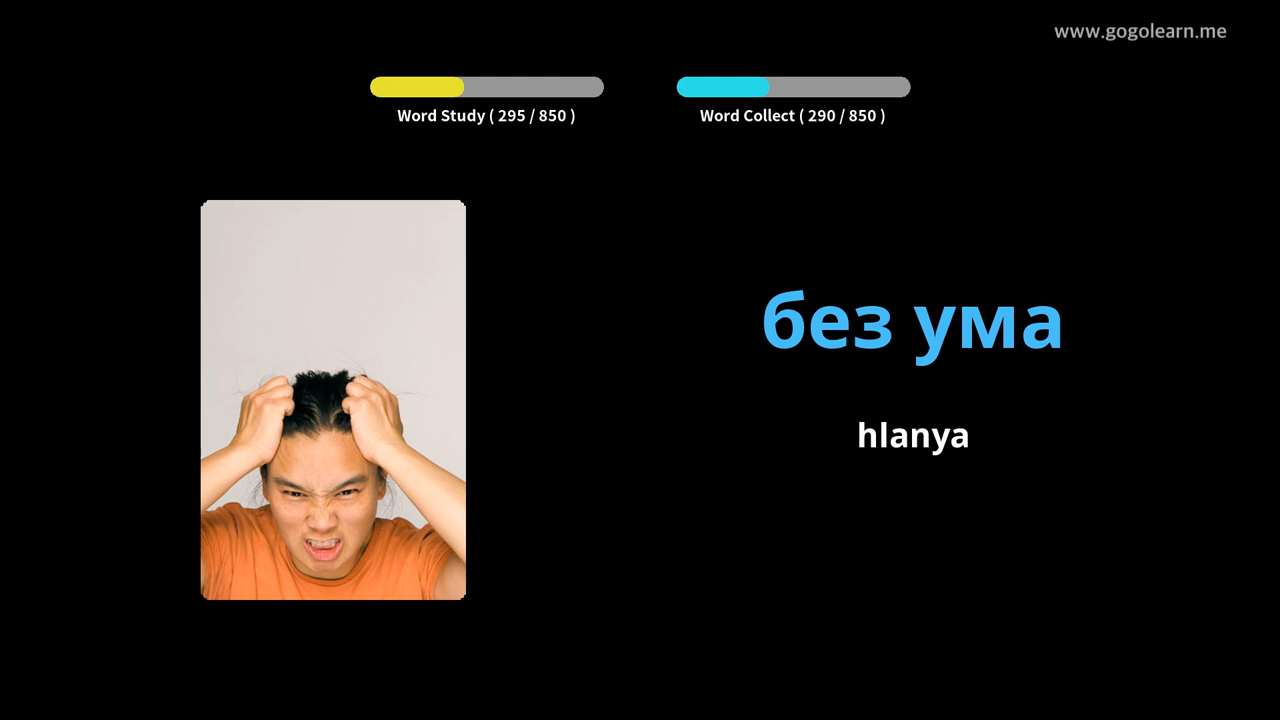 www.gogolearn.me
Word Study ( 295 / 850 )
Word Collect ( 290 / 850 )
без ума
hlanya